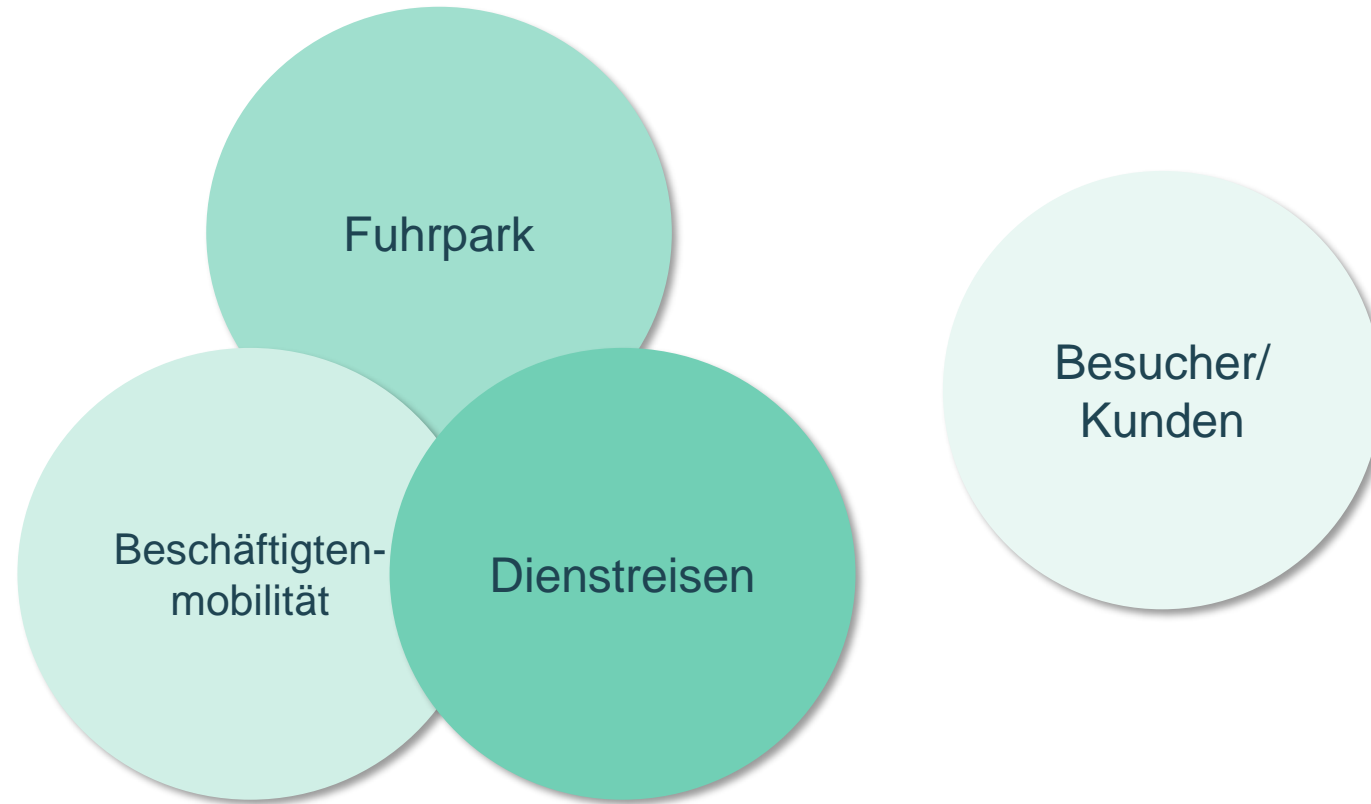 Fuhrpark
Beschäftigten-
mobilität
Dienstreisen
Besucher/
Kunden